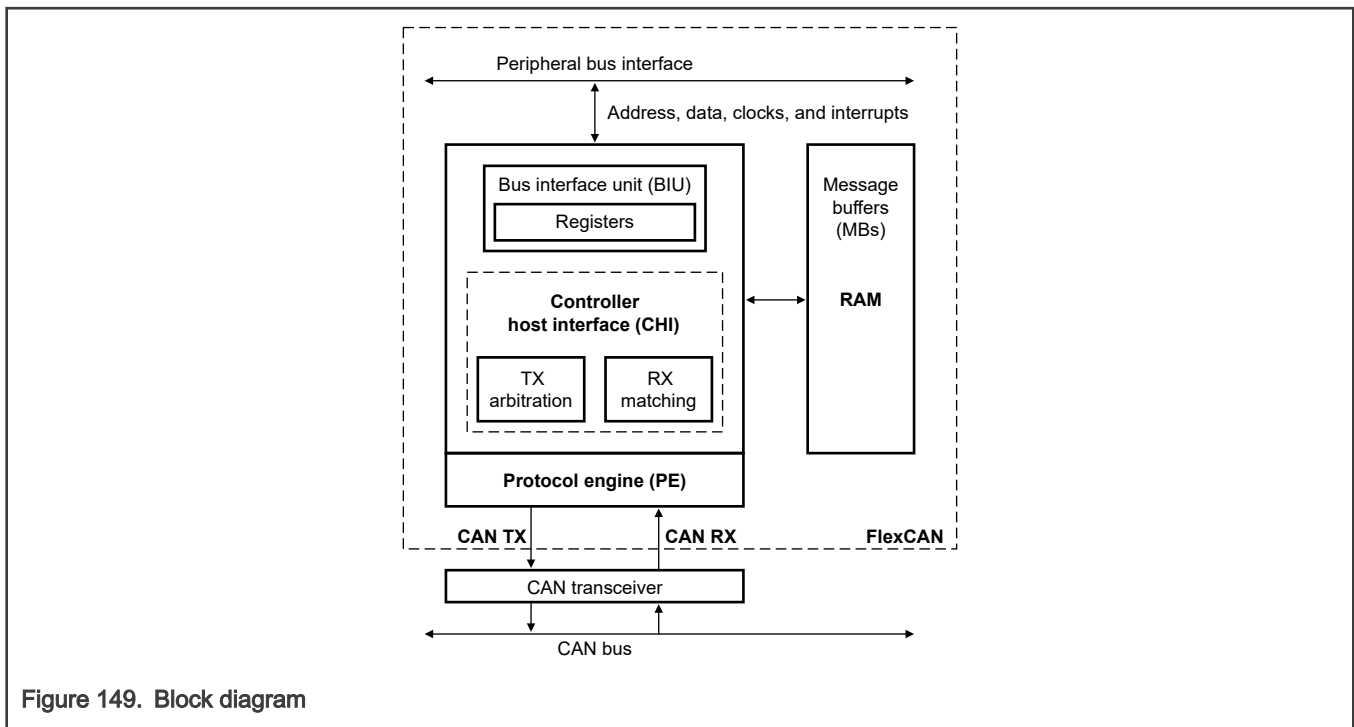 Peripheral bus interface
Address, data, clocks, and interrupts
Bus interface unit (BIU)
Registers
Message
buffers
(MBs)
RAM
Controller
host interface (CHI)
TX
arbitration
RX
matching
Protocol engine (PE)
CAN TX
CAN RX
FlexCAN
CAN transceiver
CAN bus
Figure 149. Block diagram